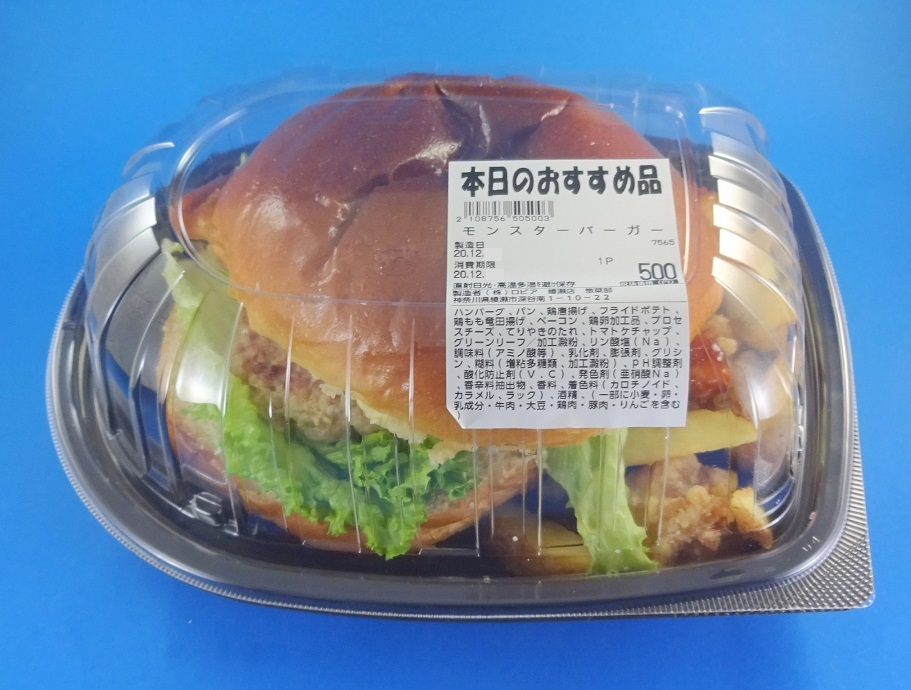 本日のおすすめ品
2 108756 505003
モンスターバーガー
7565
製造日
20.12.
消費期限
1P
20.12.
500
直射日光・高温多湿を避け保存
製造者(株)ロピア 綾瀬店
神奈川県綾瀬市深谷南1-10-22
ハンバーグ、パン、鶏唐揚げ、フライドポテト、
鶏もも竜田揚げ、ベーコン、鶏卵加工品、プロセ
スチーズ、てりやきのたれ、トマトケチャップ、
グリーンリーフ/加工澱粉、リン酸塩(Na)、
調味料(アミノ酸等)、乳化剤、膨張剤、グリシ
ン、糊料(増粘多糖類、加工澱粉)、pH調整剤
、酸化防止剤(V.C)、発色剤(亜硝酸Na)
、香辛料抽出物、香料、着色料(カロチノイド、
カラメル、ラック)、酒精、(一部に小麦・卵・
乳成分・牛肉・大豆・鶏肉・豚肉・りんごを含む
)